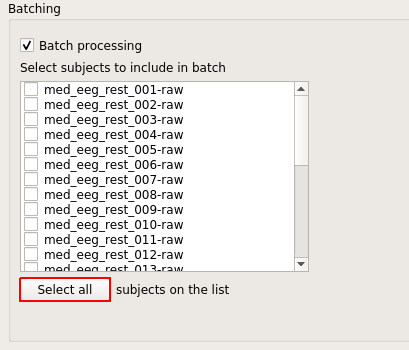 Batching
Batch processing
Select subjects to include in batch
med_eeg_rest_001-raw
med_eeg_rest_002-raw
med_eeg_rest_003-raw
med_eeg_rest_004-raw
med_eeg_rest_005-raw
med_eeg_rest_006-raw
med_eeg_rest_007-raw
med_eeg_rest_008-raw
med_eeg_rest_009-raw
med_eeg_rest_010-raw
med_eeg_rest_011-raw
med_eeg_rest_012-raw
med_eeg_rest_013-raw
Select all subjects on the list